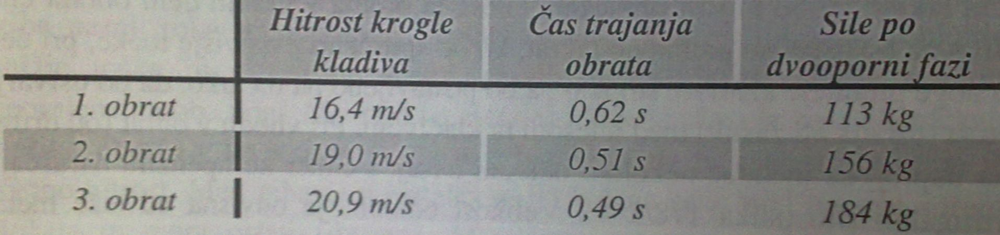 Hitrost krogle kladiva Čas trajanja obrata Sile po dvooporni fazi
1. obrat 16,4 m/s 0,62 s 113 kg
2. obrat 19,0 m/s 0,51 s 156 kg
3. obrat 20,9 m/s 0,49 s 184 kg